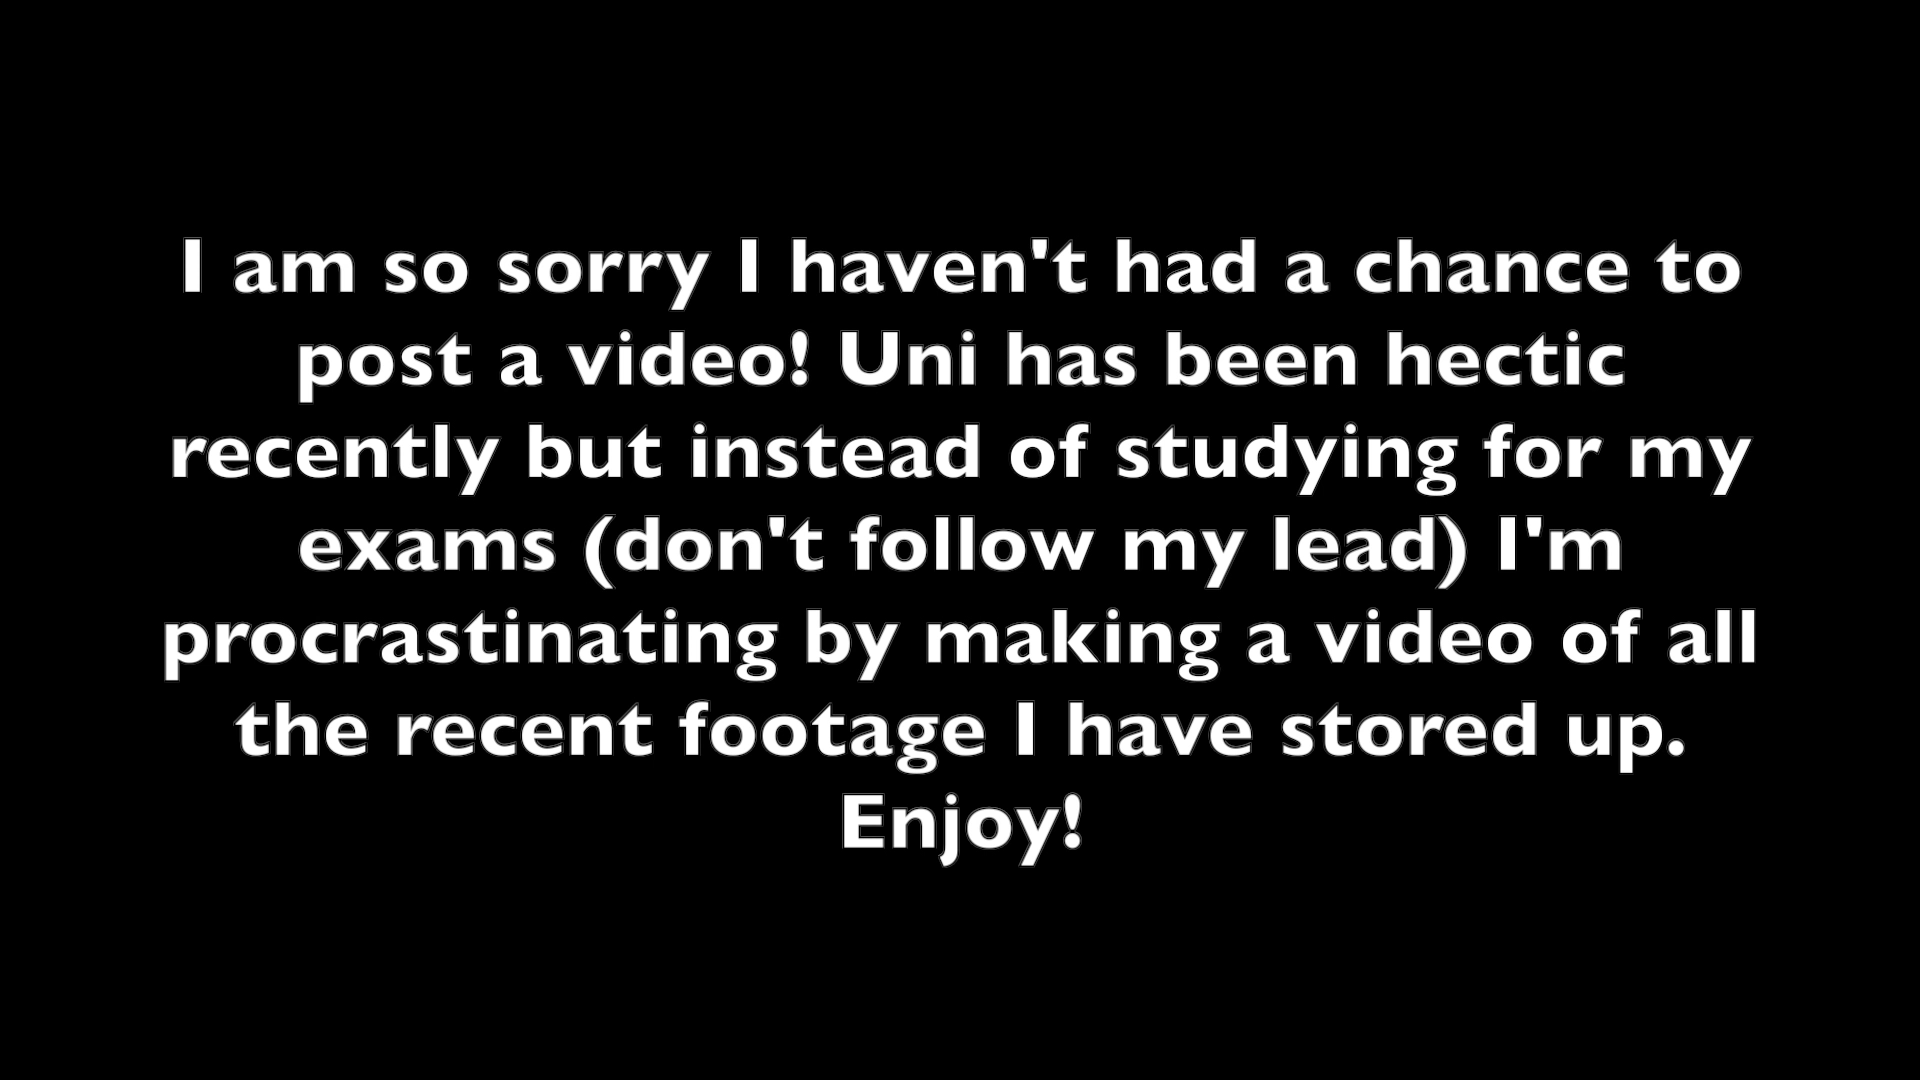 I am so sorry I haven't had a chance to
post a video! Uni has been hectic
recently but instead of studying for my
exams (don't follow my lead) I'm
procrastinating by making a video of all
the recent footage I have stored up.
Enjoy!